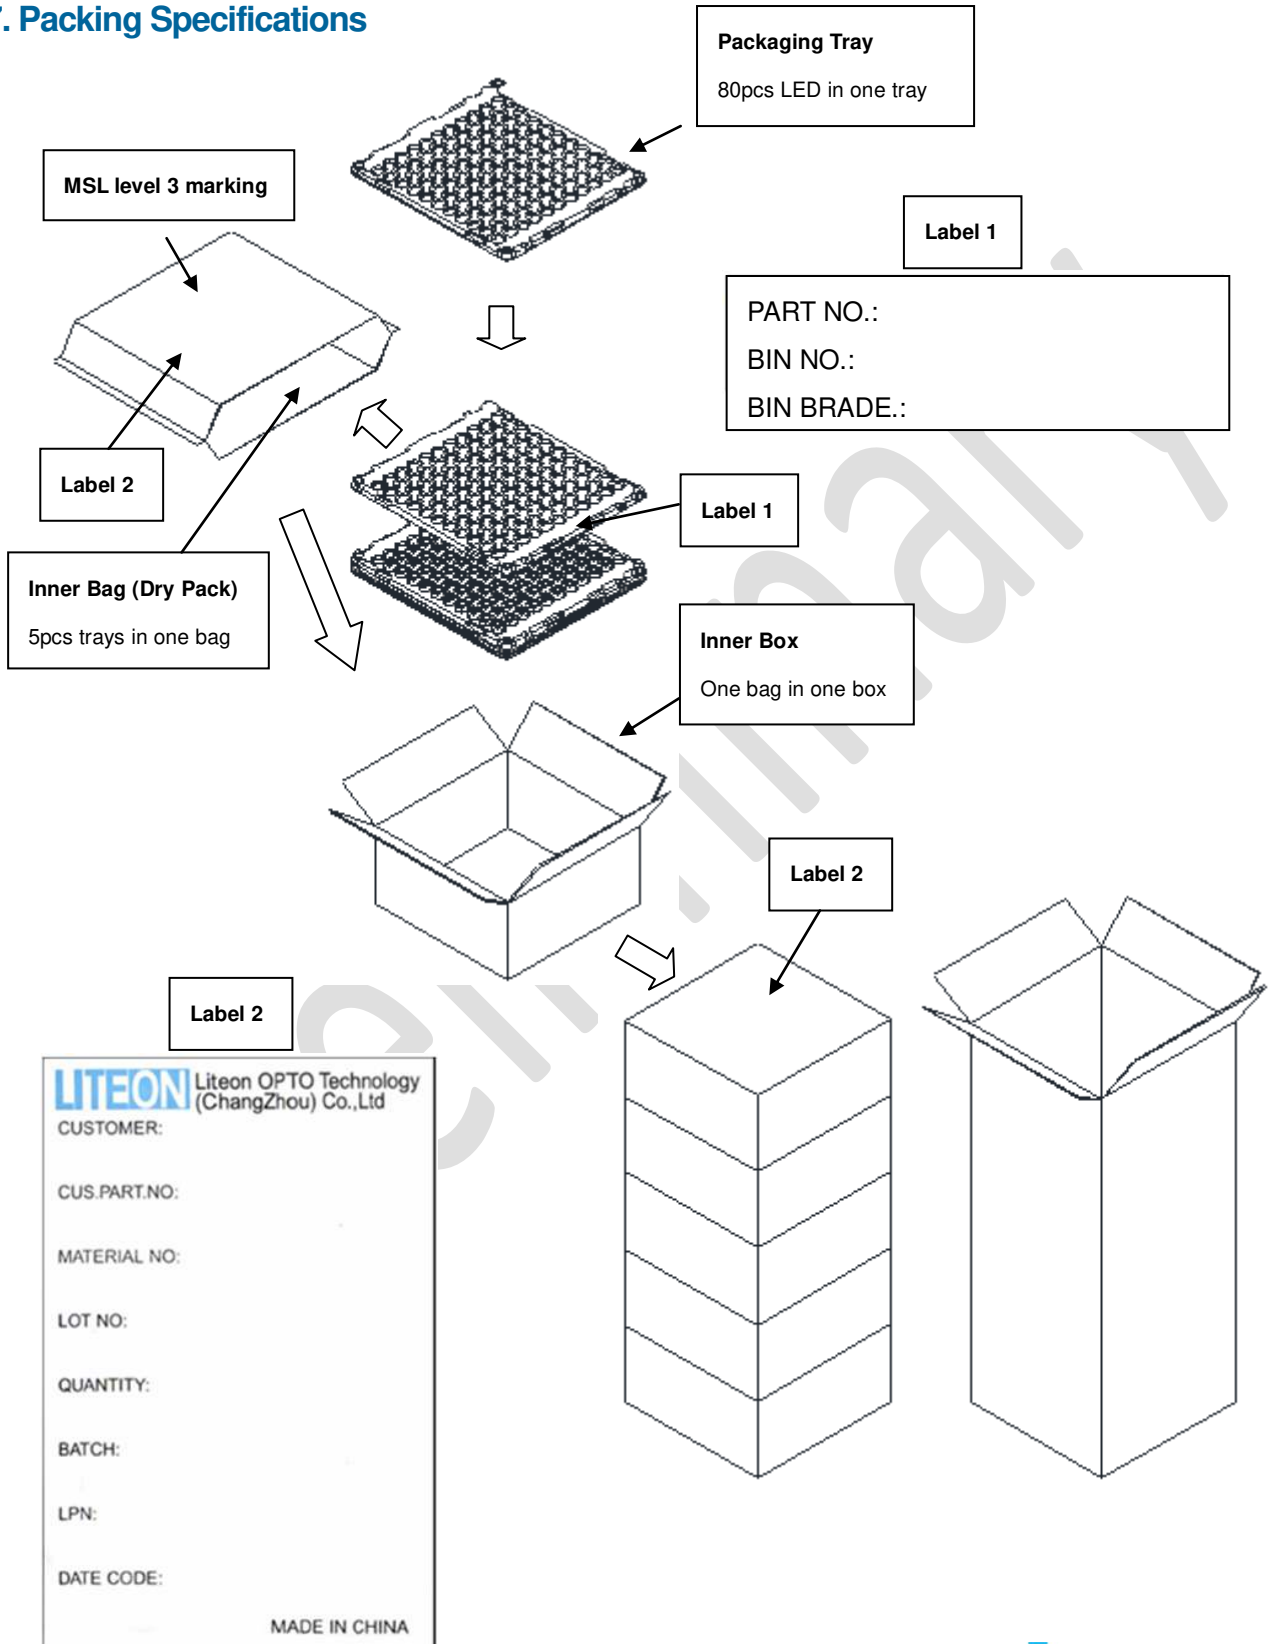 7. Packing Specifications
Packaging Tray
80pcs LED in one tray
MSL level 3 marking
Label 1
PART NO.:
BIN NO.:
BIN BRADE.:
Label 2
Label 1
Inner Bag (Dry Pack)
5pcs trays in one bag
Inner Box
One bag in one box
Label 2
Label 2
LITEON Liteon OPTO Technology
(ChangZhou) Co.,Ltd
CUSTOMER:
CUS.PART.NO:
MATERIAL NO:
LOT NO:
QUANTITY:
BATCH:
LPN:
DATE CODE:
MADE IN CHINA